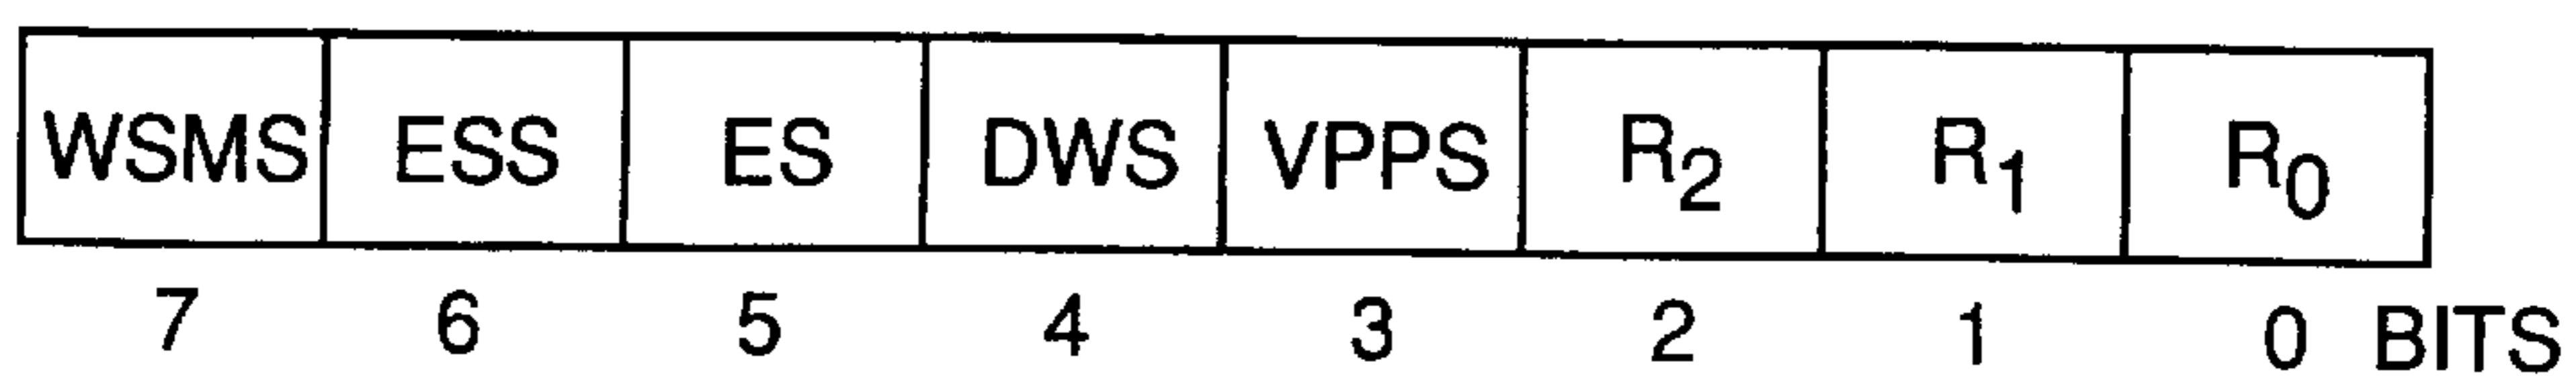 WSMS ESS ES DWS VPPS R2 R1 R0
7 6 5 4 3 2 1 0 BITS